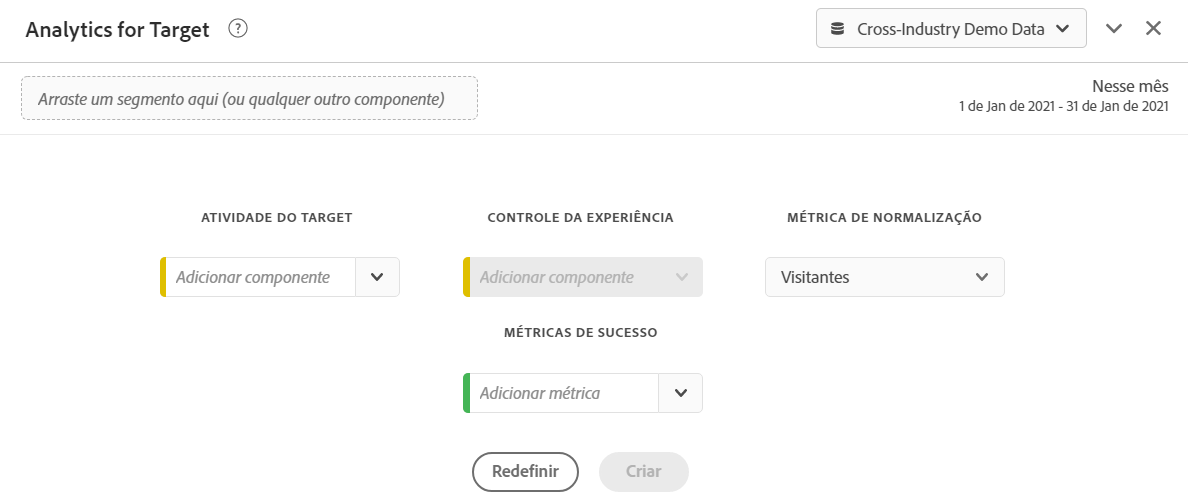 Analytics for Target ?
Cross-Industry Demo Data
Arraste um segmento aqui (ou qualquer outro componente)
Nesse mês
1 de Jan de 2021 - 31 de Jan de 2021
ATIVIDADE DO TARGET
CONTROLE DA EXPERIÊNCIA
MÉTRICA DE NORMALIZAÇÃO
Adicionar componente
Adicionar componente
Visitantes
MÉTRICAS DE SUCESSO
Adicionar métrica
Redefinir
Criar